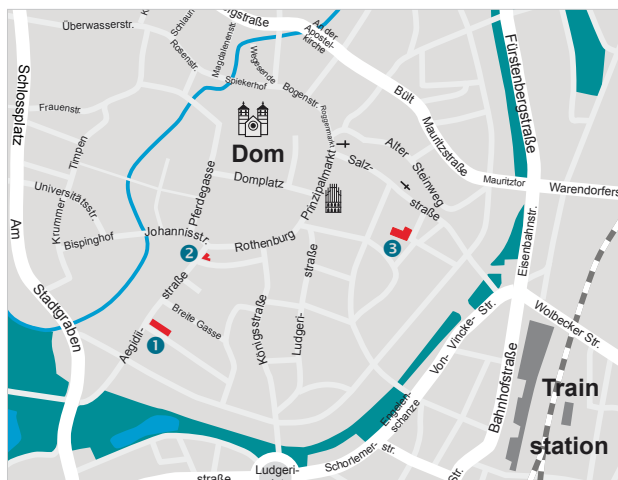 Überwasserstr.
Schlaun
Rosenstr.
Magdalenenstr.
Wegesende
gstraße
An der
Apostel-
kirche
Spiekerhof
Bogenstr.
Bült
Fürstenbergstraße
Schlossplatz
Frauenstr.
Timpen
Krummer
Pferdegasse
Dom
Domplatz
Roggenmarkt
Prinzipalmarkt
Salz-
straße
Alter
Steinweg
Mauritzstraße
Mauritztor
Warendorfers
Universitätsstr.
Bispinghof
Johannisstr.
Rothenburg
2
3
Am
Stadtgraben
Aegidii-
straße
Breite Gasse
1
Königsstraße
Ludgeri-
straße
Eisenbahnstr.
Von-
Vincke-
Str.
Wolbecker Str.
Bahnhofstraße
Engelen-
schanze
Train
station
Schorlemer-
str.
Str.
straße
Ludgeri-